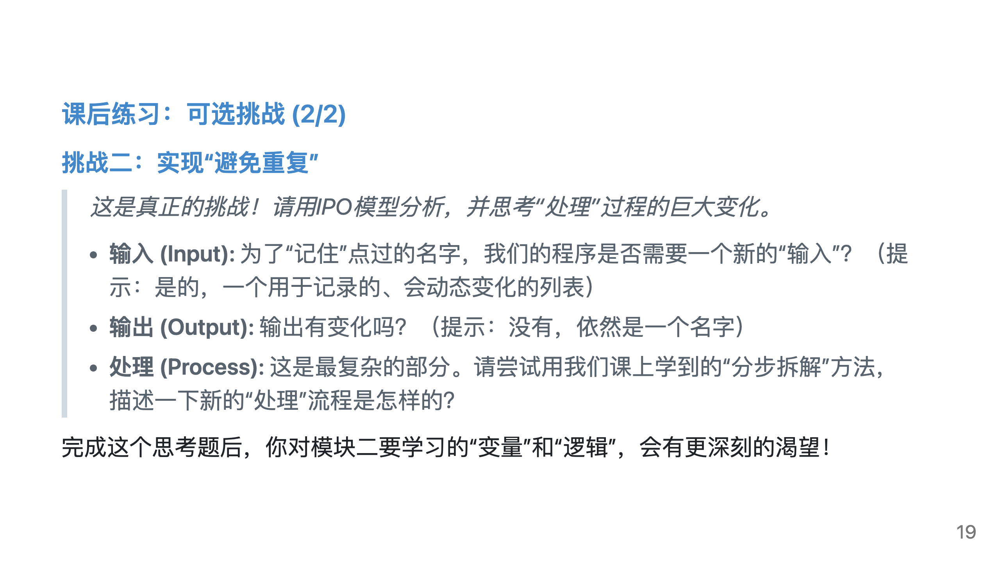 课后练习：可选挑战 (2/2)
挑战二：实现“避免重复”
这是真正的挑战！请用IPO模型分析，并思考“处理”过程的巨大变化。
• 输入 (Input): 为了“记住”点过的名字，我们的程序是否需要一个新的“输入”？（提
示：是的，一个用于记录的、会动态变化的列表）
• 输出 (Output): 输出有变化吗？（提示：没有，依然是一个名字）
• 处理 (Process): 这是最复杂的部分。请尝试用我们课上学到的“分步拆解”方法，
描述一下新的“处理”流程是怎样的？
完成这个思考题后，你对模块二要学习的“变量”和“逻辑”，会有更深刻的渴望！
19